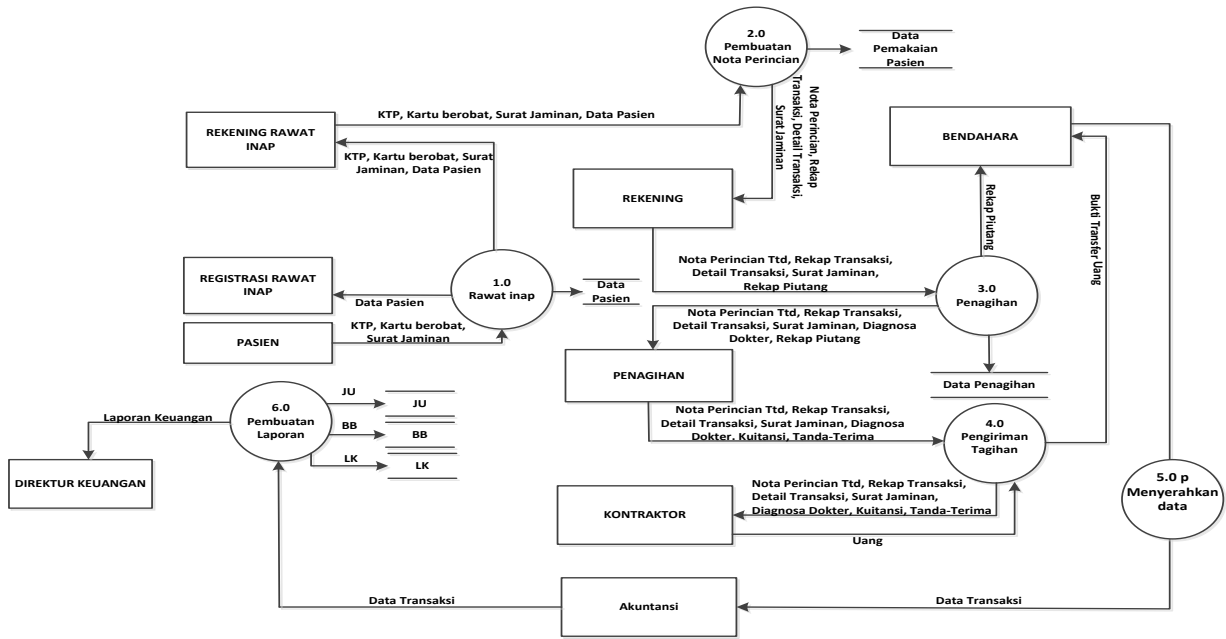 2.0
Pembuatan
Nota Perincian
Data
Pemakaian
Pasien
Nota Perincian, Rekap
Transaksi, Detail Transaksi,
Surat Jaminan
KTP, Kartu berobat, Surat Jaminan, Data Pasien
REKENING RAWAT
INAP
KTP, Kartu berobat, Surat
Jaminan, Data Pasien
BENDAHARA
REKENING
Rekap Piutang
Bukti Transfer Uang
Nota Perincian Ttd, Rekap Transaksi,
Detail Transaksi, Surat Jaminan,
Rekap Piutang
REGISTRASI RAWAT
INAP
Data Pasien
1.0
Rawat inap
Data
Pasien
3.0
Penagihan
PASIEN
KTP, Kartu berobat,
Surat Jaminan
Nota Perincian Ttd, Rekap Transaksi,
Detail Transaksi, Surat Jaminan, Diagnosa
Dokter, Rekap Piutang
PENAGIHAN
Data Penagihan
Laporan Keuangan
6.0
Pembuatan
Laporan
JU
JU
BB
BB
LK
LK
Nota Perincian Ttd, Rekap Transaksi,
Detail Transaksi, Surat Jaminan, Diagnosa
Dokter. Kuitansi, Tanda-Terima
4.0
Pengiriman
Tagihan
DIREKTUR KEUANGAN
5.0 p
Menyerahkan
data
Nota Perincian Ttd, Rekap Transaksi,
Detail Transaksi, Surat Jaminan,
Diagnosa Dokter, Kuitansi, Tanda-Terima
KONTRAKTOR
Uang
Data Transaksi
Akuntansi
Data Transaksi